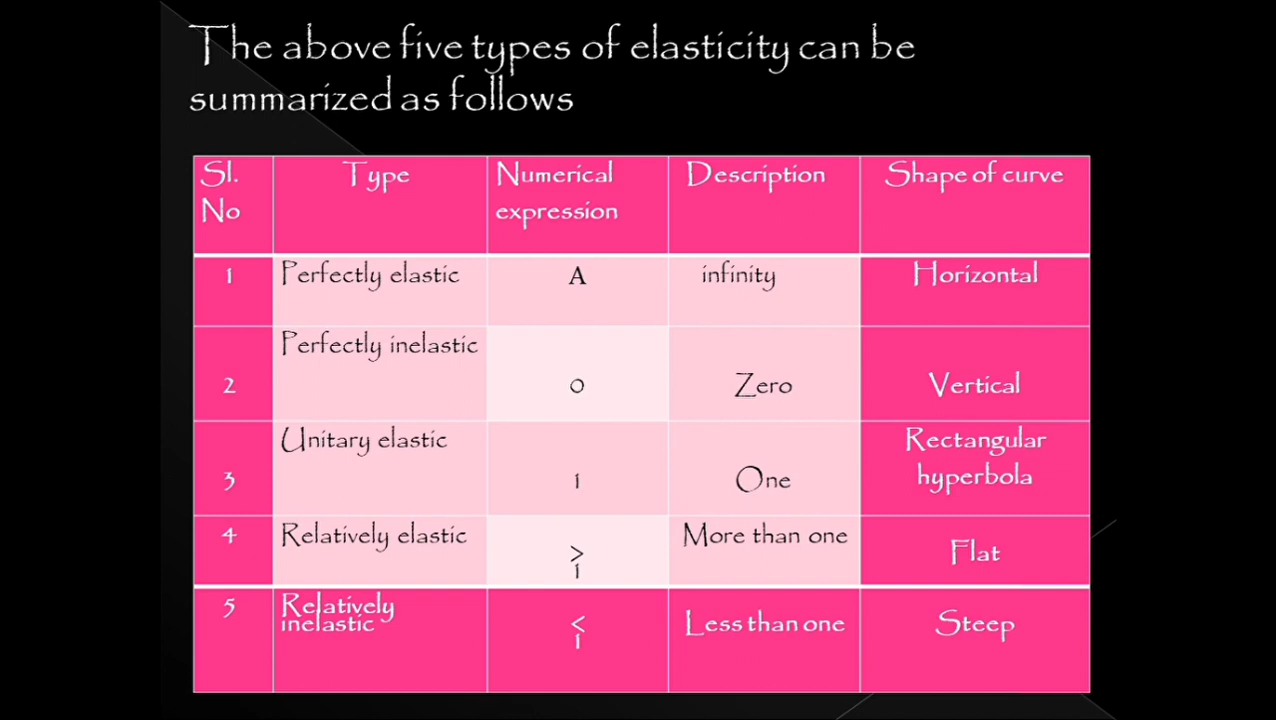 The above five types of elasticity can be
summarized as follows
Sl. No Type Numerical expression Description Shape of curve
1 Perfectly elastic A infinity Horizontal
2 Perfectly inelastic 0 Zero Vertical
3 Unitary elastic 1 One Rectangular hyperbola
4 Relatively elastic > 1 More than one Flat
5 Relatively inelastic < 1 Less than one Steep